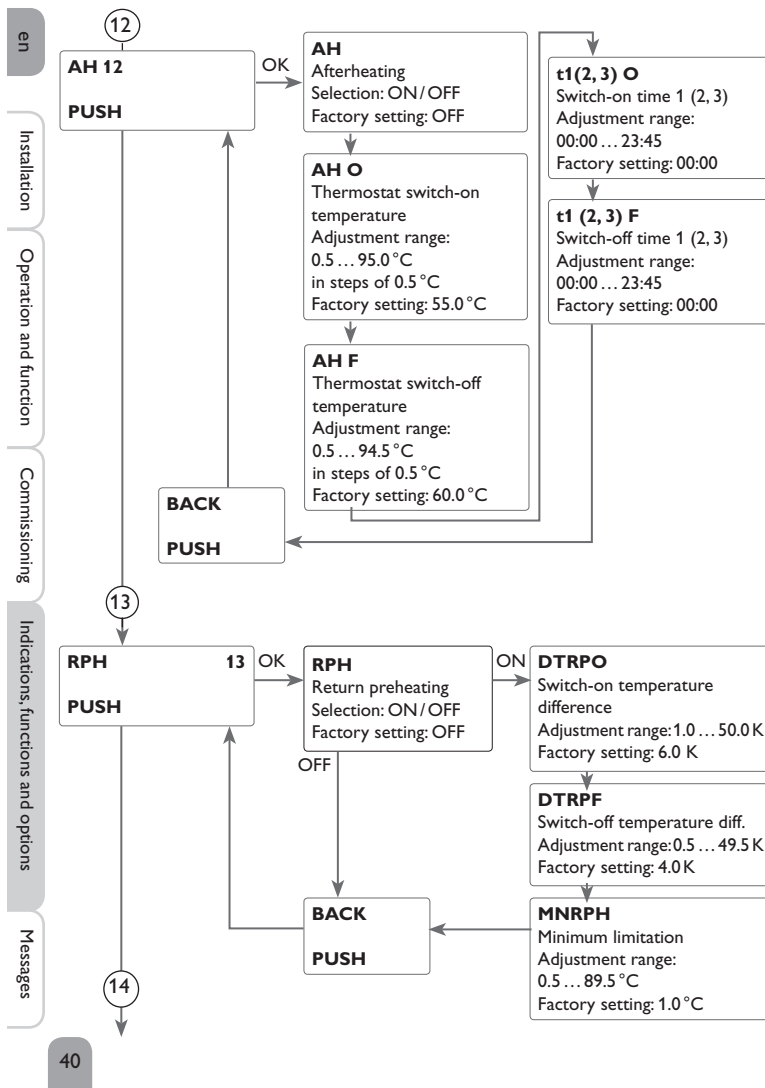 en
Installation
Operation and function
Commissioning
Indications, functions and options
Messages
12
AH 12
PUSH
OK
AH
Afterheating
Selection: ON / OFF
Factory setting: OFF
AH O
Thermostat switch-on
temperature
Adjustment range:
0.5 … 95.0 °C
in steps of 0.5 °C
Factory setting: 55.0 °C
AH F
Thermostat switch-off
temperature
Adjustment range:
0.5 … 94.5 °C
in steps of 0.5 °C
Factory setting: 60.0 °C
t1(2, 3) O
Switch-on time 1 (2, 3)
Adjustment range:
00:00 … 23:45
Factory setting: 00:00
t1 (2, 3) F
Switch-off time 1 (2, 3)
Adjustment range:
00:00 … 23:45
Factory setting: 00:00
BACK
PUSH
13
RPH 13
PUSH
OK
RPH
Return preheating
Selection: ON / OFF
Factory setting: OFF
ON
OFF
DTRPO
Switch-on temperature
difference
Adjustment range: 1.0 … 50.0 K
Factory setting: 6.0 K
DTRPF
Switch-off temperature diff.
Adjustment range: 0.5 … 49.5 K
Factory setting: 4.0 K
MNRPH
Minimum limitation
Adjustment range:
0.5 … 89.5 °C
Factory setting: 1.0 °C
BACK
PUSH
14
40